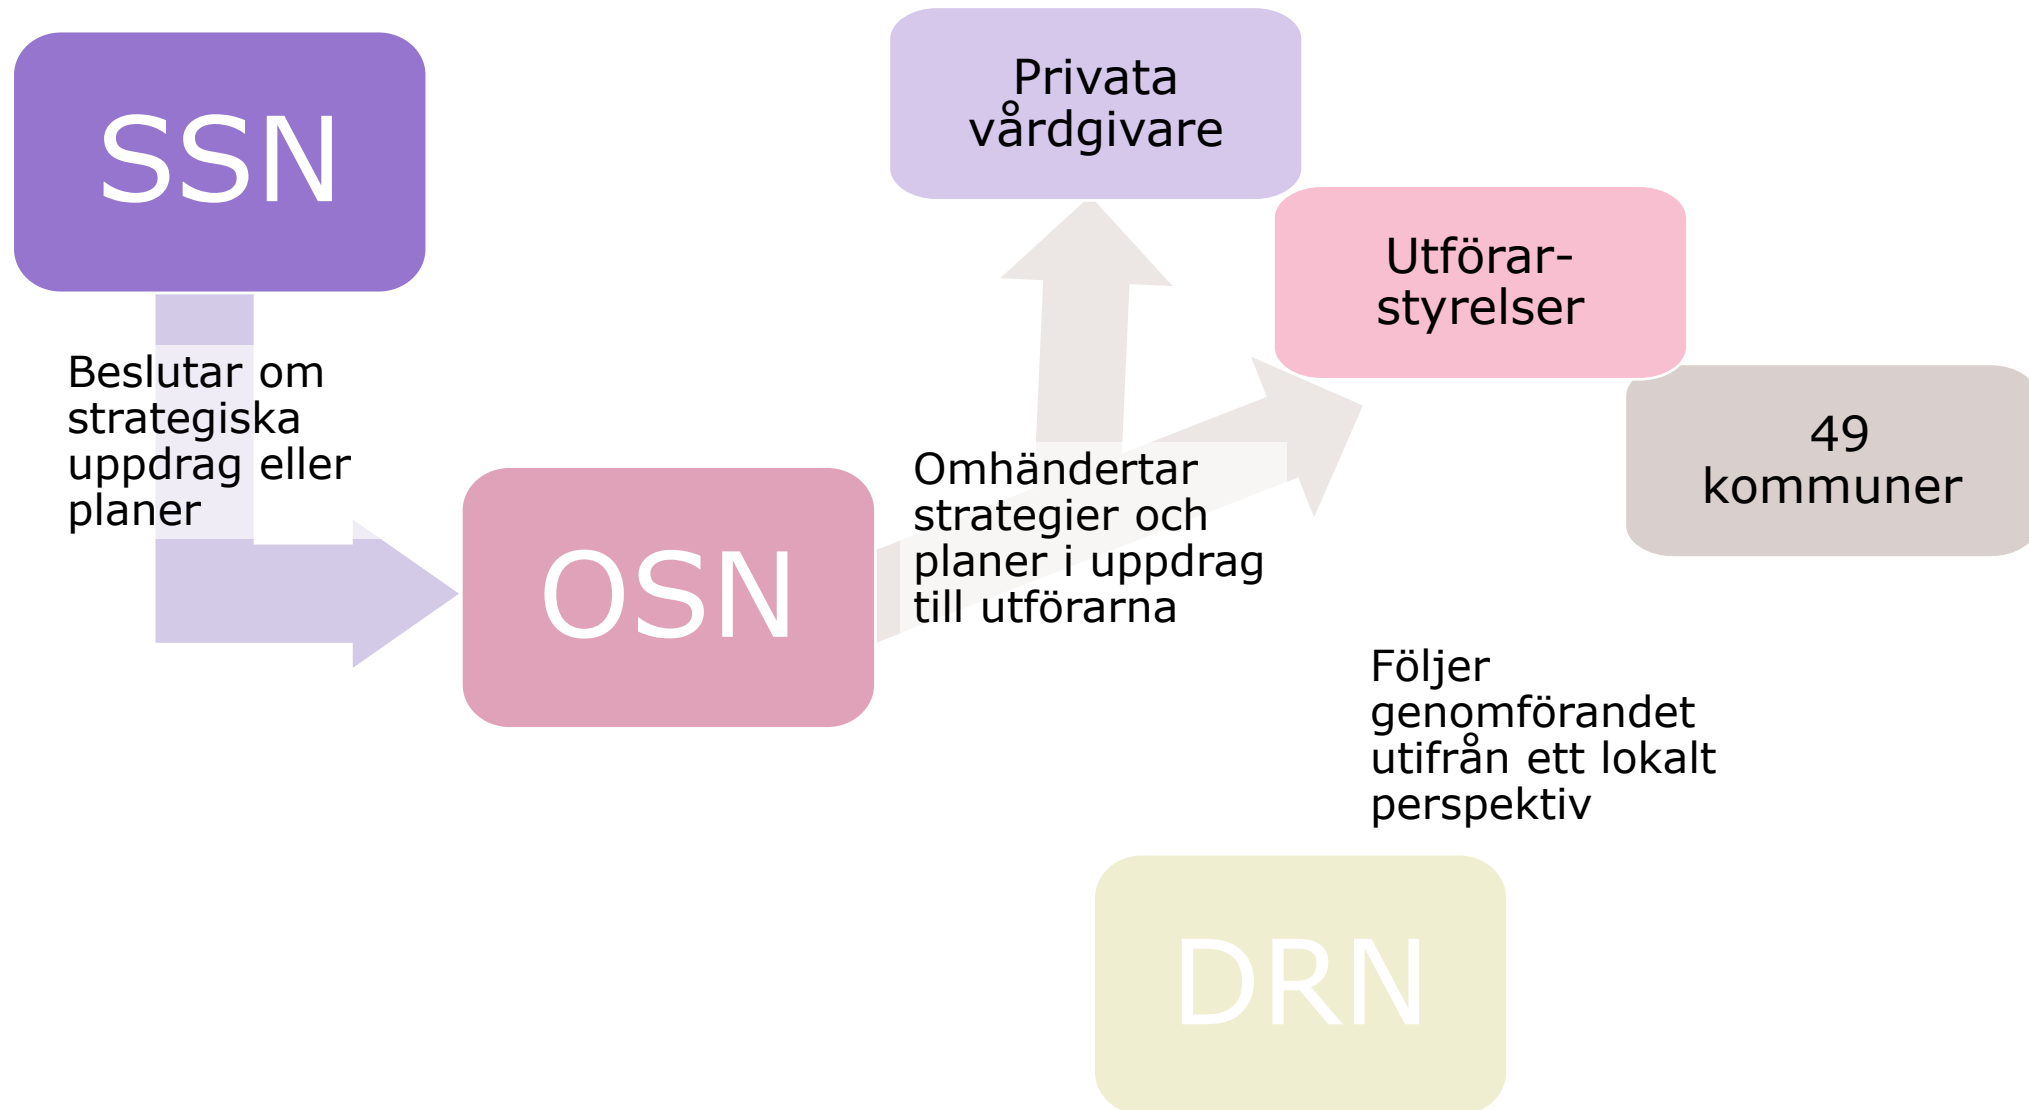 SSN
Beslutar om
strategiska
uppdrag eller
planer
OSN
Omhändertar
strategier och
planer i uppdrag
till utförarna
Privata
vårdgivare
Utförar-
styrelser
49
kommuner
Följer
genomförandet
utifrån ett lokalt
perspektiv
DRN